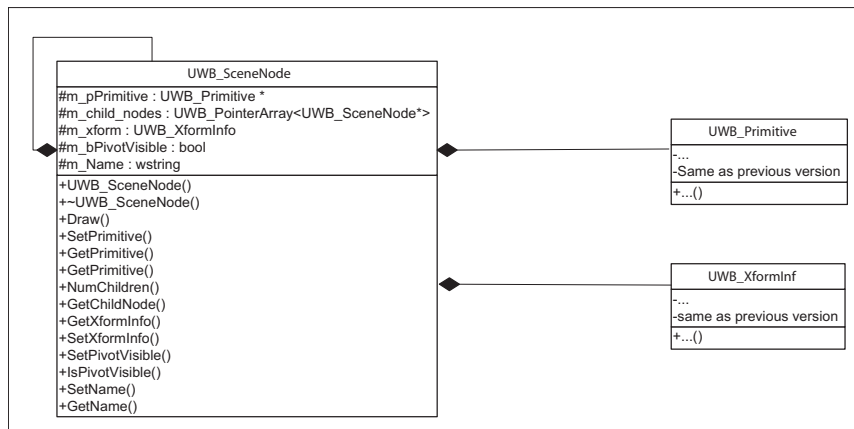 UWB_SceneNode
#m_pPrimitive : UWB_Primitive *
#m_child_nodes : UWB_PointerArray<UWB_SceneNode*>
#m_xform : UWB_XformInfo
#m_bPivotVisible : bool
#m_Name : wstring
+UWB_SceneNode()
+~UWB_SceneNode()
+Draw()
+SetPrimitive()
+GetPrimitive()
+GetPrimitive()
+NumChildren()
+GetChildNode()
+GetXformInfo()
+SetXformInfo()
+SetPivotVisible()
+IsPivotVisible()
+SetName()
+GetName()
UWB_Primitive
-...
-Same as previous version
+...()
UWB_XformInf
-...
-same as previous version
+...()